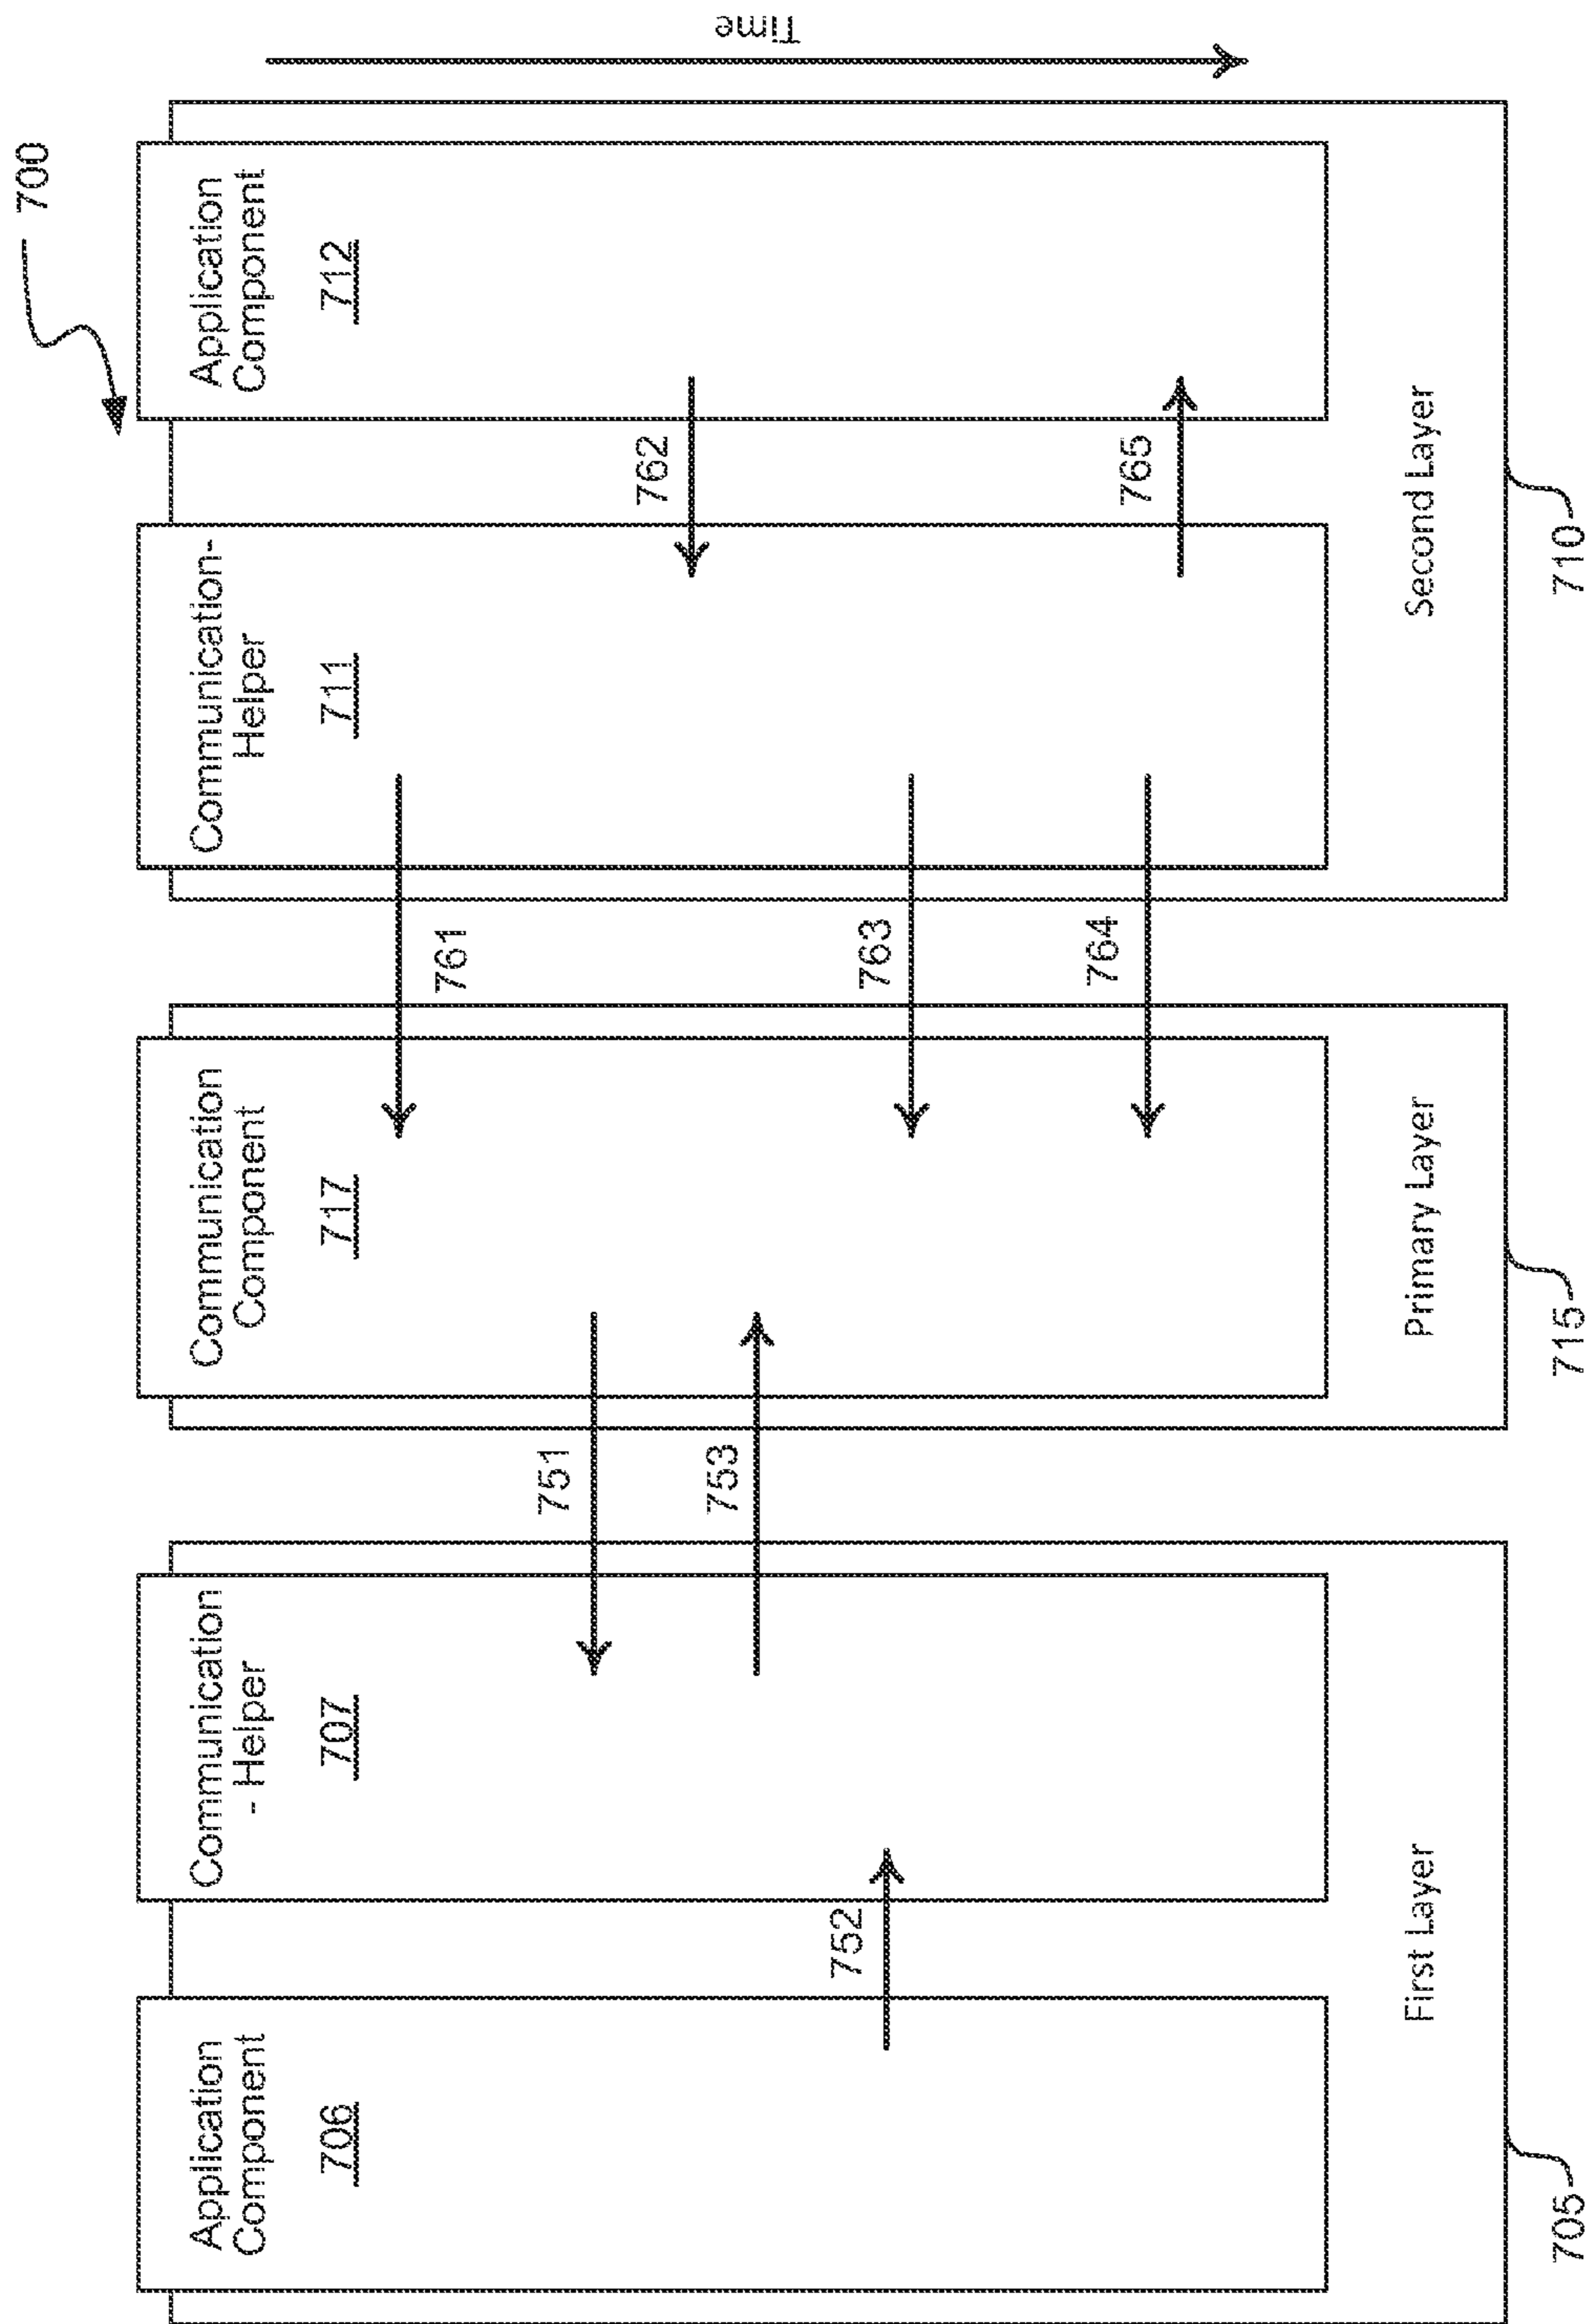 700
Time
Application
Component
706
Communication
- Helper
707
Communication
Component
717
Communication-
Helper
711
Application
Component
712
761
751
762
753
752
763
764
765
First Layer
Primary Layer
Second Layer
705
715
710